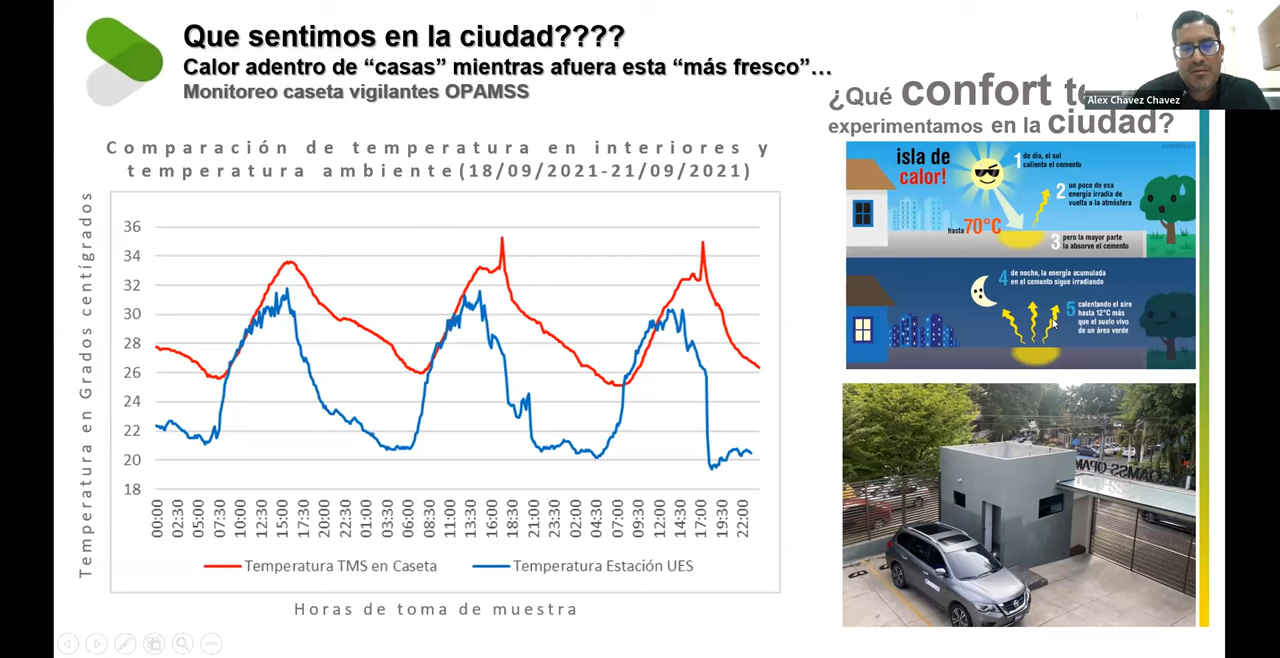 Que sentimos en la ciudad????
Calor adentro de “casas” mientras afuera esta “más fresco”…
Monitoreo caseta vigilantes OPAMSS
Alex Chavez Chavez
¿Qué confort
experimentamos en la ciudad?
Comparación de temperatura en interiores y
temperatura ambiente(18/09/2021-21/09/2021)
Temperatura en Grados centígrados
36
34
32
30
28
26
24
22
20
18
00:00 02:30 05:00 07:30 10:00 12:30 15:00 17:30 20:00 22:30 01:00 03:30 06:00 08:30 11:00 13:30 16:00 18:30 21:00 23:30 02:00 04:30 07:00 09:30 12:00 14:30 17:00 19:30 22:00
Temperatura TMS en Caseta
Temperatura Estación UES
Horas de toma de muestra
isla de
calor!
1 de día, el sol
calienta el cemento
2 un poco de esa
energía irradia de
vuelta a la atmósfera
hasta 70°C
3 pero la mayor parte
la absorve el cemento
4 de noche, la energía acumulada
en el cemento sigue irradiando
5 calentando el aire
hasta 12°C más
que el suelo vivo
de un área verde
OAMSS OPAM